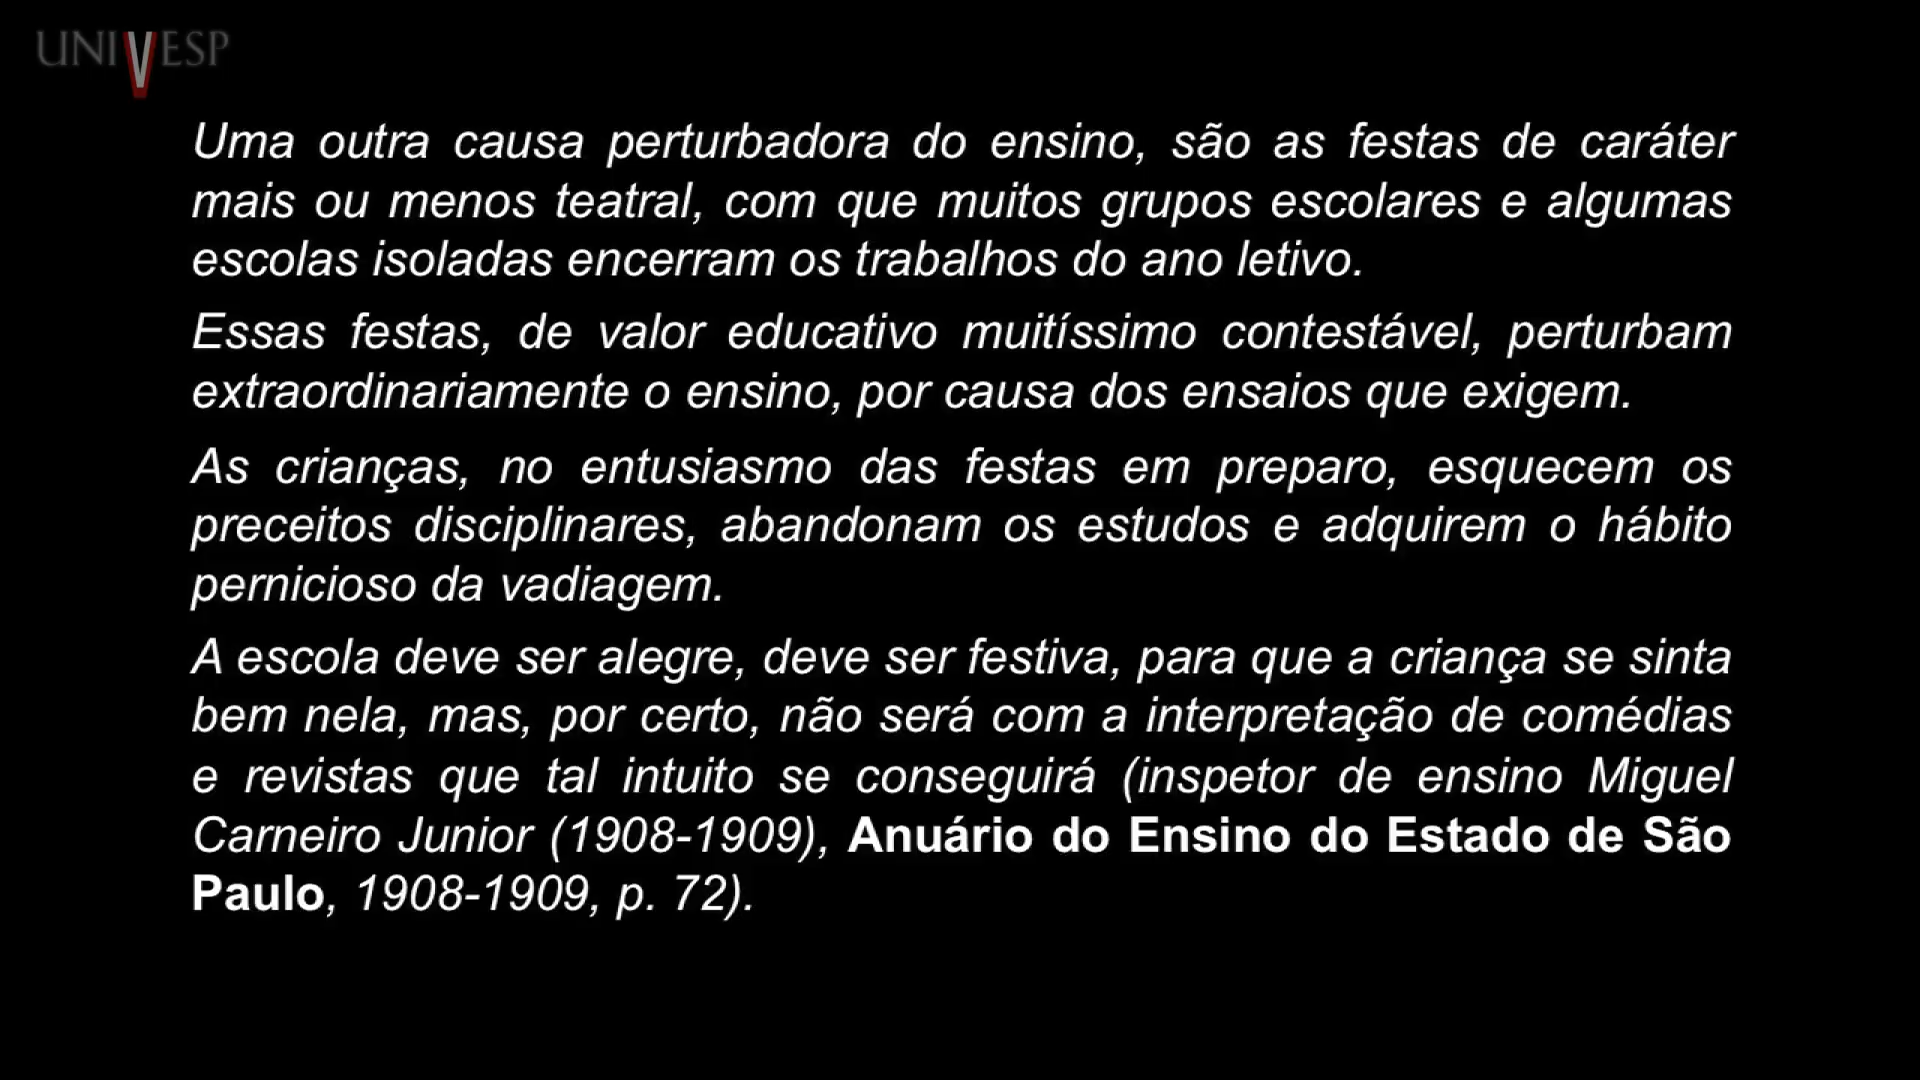 UNIVESP
Uma outra causa perturbadora do ensino, são as festas de caráter
mais ou menos teatral, com que muitos grupos escolares e algumas
escolas isoladas encerram os trabalhos do ano letivo.
Essas festas, de valor educativo muitíssimo contestável, perturbam
extraordinariamente o ensino, por causa dos ensaios que exigem.
As crianças, no entusiasmo das festas em preparo, esquecem os
preceitos disciplinares, abandonam os estudos e adquirem o hábito
pernicioso da vadiagem.
A escola deve ser alegre, deve ser festiva, para que a criança se sinta
bem nela, mas, por certo, não será com a interpretação de comédias
e revistas que tal intuito se conseguirá (inspetor de ensino Miguel
Carneiro Junior (1908-1909), Anuário do Ensino do Estado de São
Paulo, 1908-1909, p. 72).